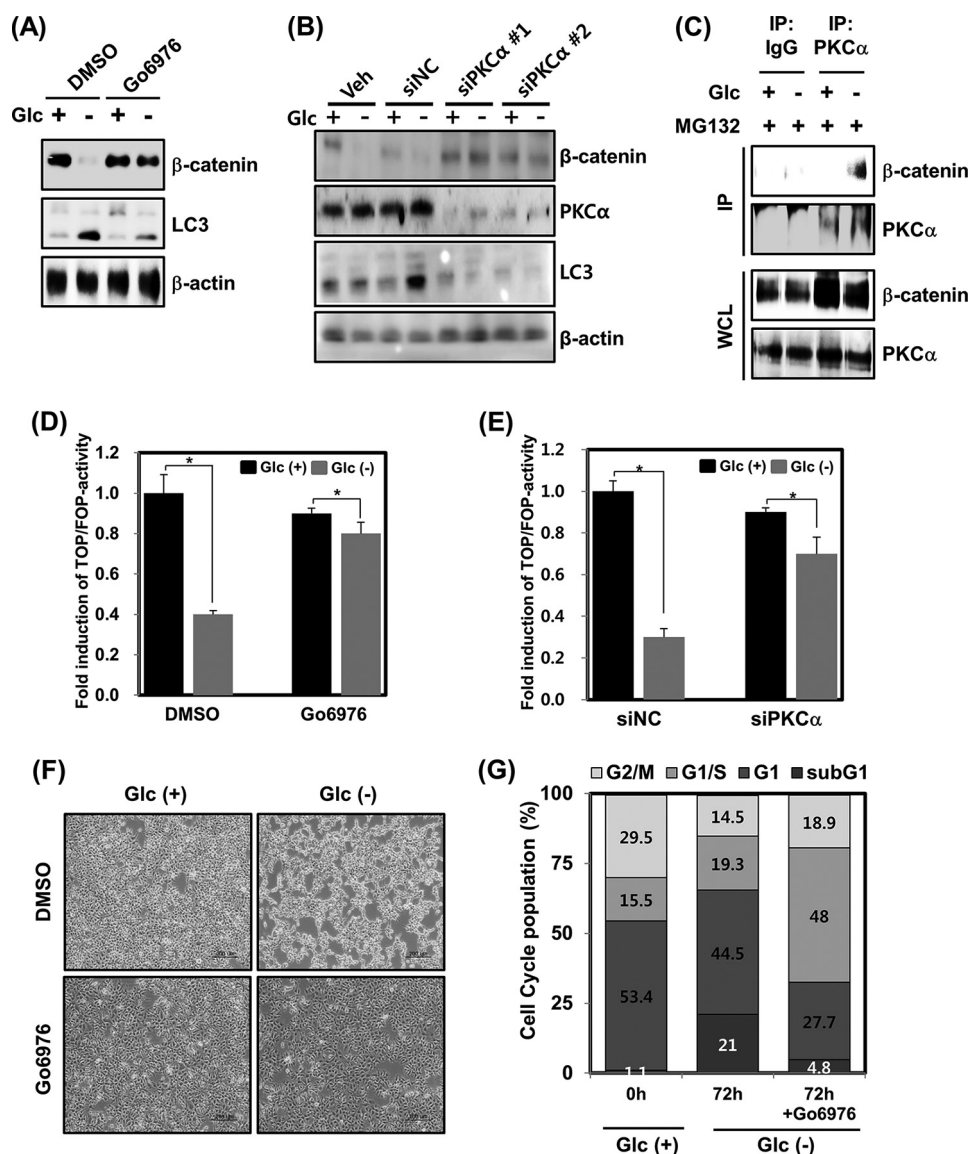 (A)
DMSO Go6976
Glc + - + -
β-catenin
LC3
β-actin
(B)
Veh siNC siPKCα #1 siPKCα #2
Glc + - + - + - + -
β-catenin
PKCα
LC3
β-actin
(C)
IP: IP:
IgG PKCα
Glc + - + -
MG132 + + + +
IP
β-catenin
PKCα
WCL
β-catenin
PKCα
(D)
Fold induction of TOP/FOP-activity
1.2
1.0
0.8
0.6
0.4
0.2
0.0
Glc (+) Glc (-)
* *
DMSO Go6976
(E)
Fold induction of TOP/FOP-activity
1.2
1.0
0.8
0.6
0.4
0.2
0.0
Glc (+) Glc (-)
* *
siNC siPKCα
(F)
Glc (+) Glc (-)
DMSO
Go6976
(G)
G2/M G1/S G1 subG1
Cell Cycle population (%)
100
75
50
25
0
29.5 14.5 18.9
15.5 19.3 48
53.4 44.5 27.7
1.1 21 4.8
0h 72h 72h
+Go6976
Glc (+) Glc (-)